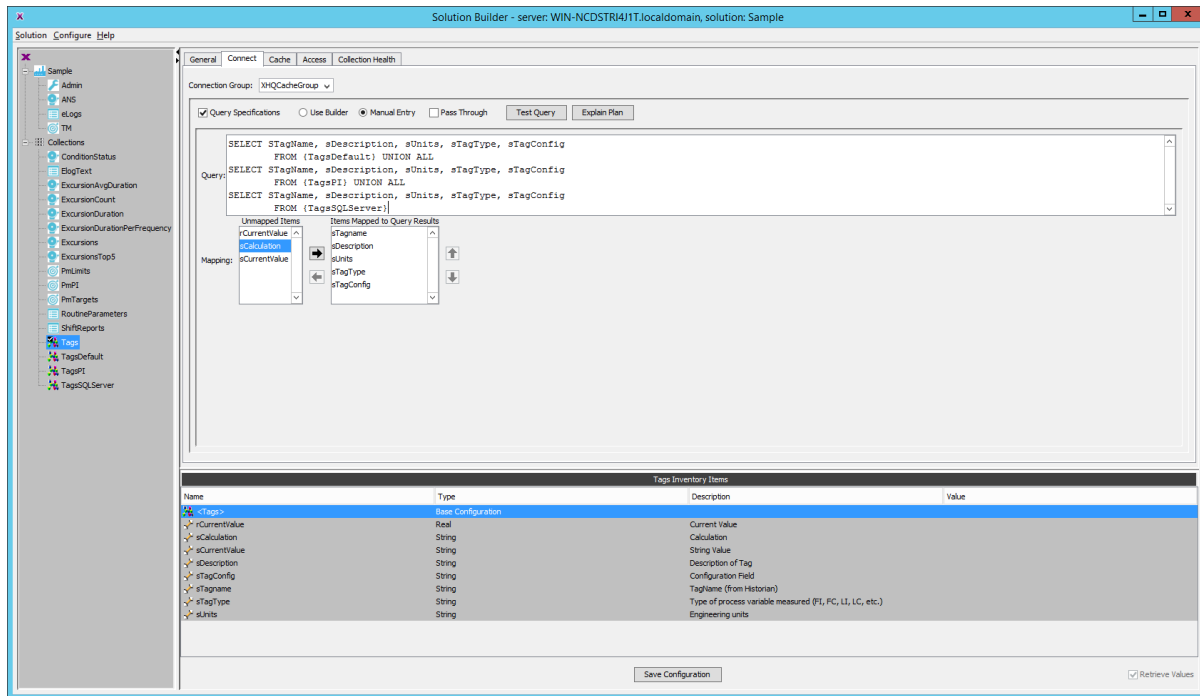 Solution Builder - server: WIN-NCDSTRI4J1T.localdomain, solution: Sample
Solution Configure Help
Sample
Admin
ANS
eLogs
TM
Collections
ConditionStatus
ElogText
ExcursionAvgDuration
ExcursionCount
ExcursionDuration
ExcursionDurationPerFrequency
Excursions
ExcursionsTop5
PmLimits
PmPI
PmTargets
RoutineParameters
ShiftReports
Tags
TagsDefault
TagsPI
TagsSQLServer
General Connect Cache Access Collection Health
Connection Group: XHQCacheGroup
Query Specifications Use Builder Manual Entry Pass Through Test Query Explain Plan
Query:
SELECT STagName, sDescription, sUnits, sTagType, sTagConfig
FROM {TagsDefault} UNION ALL
SELECT STagName, sDescription, sUnits, sTagType, sTagConfig
FROM {TagsPI} UNION ALL
SELECT STagName, sDescription, sUnits, sTagType, sTagConfig
FROM {TagsSQLServer}
Unmapped Items Items Mapped to Query Results
Mapping:
rCurrentValue
sCalculation
sCurrentValue
sTagname
sDescription
sUnits
sTagType
sTagConfig
Tags Inventory Items
Name Type Description Value
<Tags> Base Configuration
rCurrentValue Real Current Value
sCalculation String Calculation
sCurrentValue String String Value
sDescription String Description of Tag
sTagConfig String Configuration Field
sTagname String TagName (from Historian)
sTagType String Type of process variable measured (FI, FC, LI, LC, etc.)
sUnits String Engineering units
Save Configuration
Retrieve Values